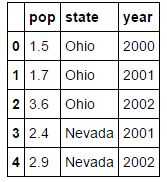 pop state year
0 1.5 Ohio 2000
1 1.7 Ohio 2001
2 3.6 Ohio 2002
3 2.4 Nevada 2001
4 2.9 Nevada 2002